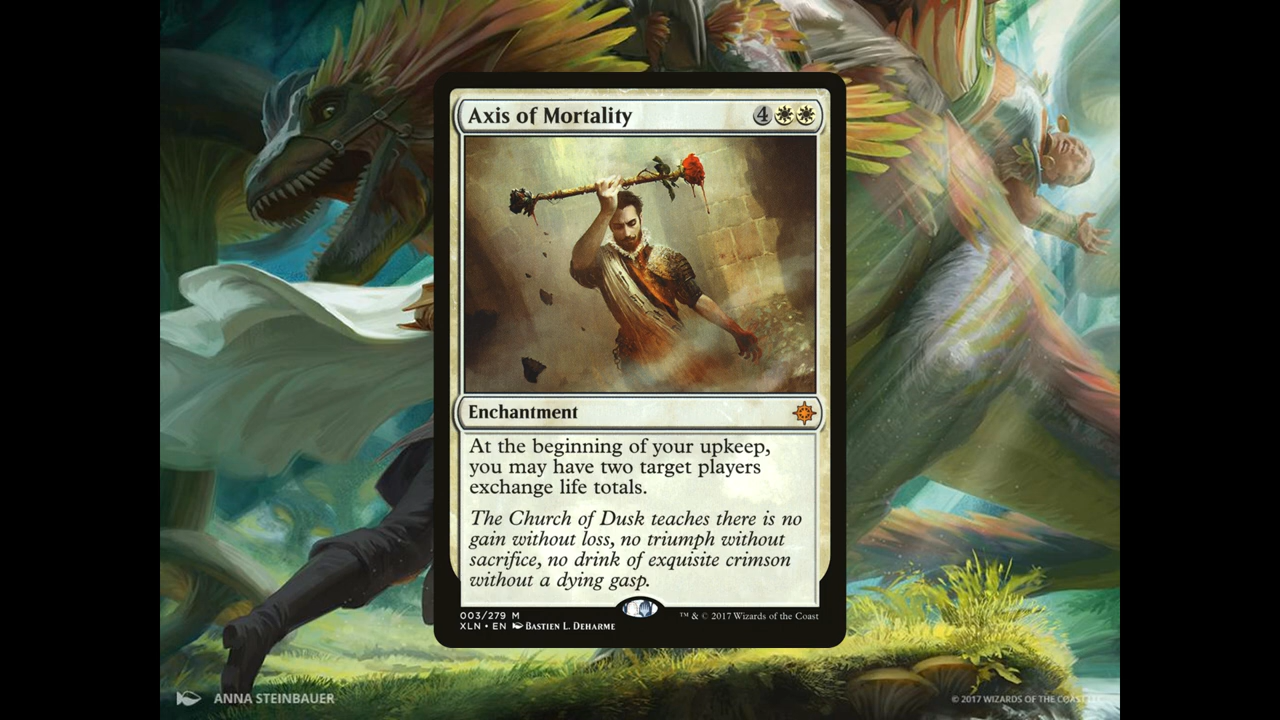 Axis of Mortality 4
Enchantment
At the beginning of your upkeep,
you may have two target players
exchange life totals.
The Church of Dusk teaches there is no
gain without loss, no triumph without
sacrifice, no drink of exquisite crimson
without a dying gasp.
003/279 M
XLN • EN Bastien L. Deharme
™ & © 2017 Wizards of the Coast
ANNA STEINBAUER
© 2017 WIZARDS OF THE COAST LLC